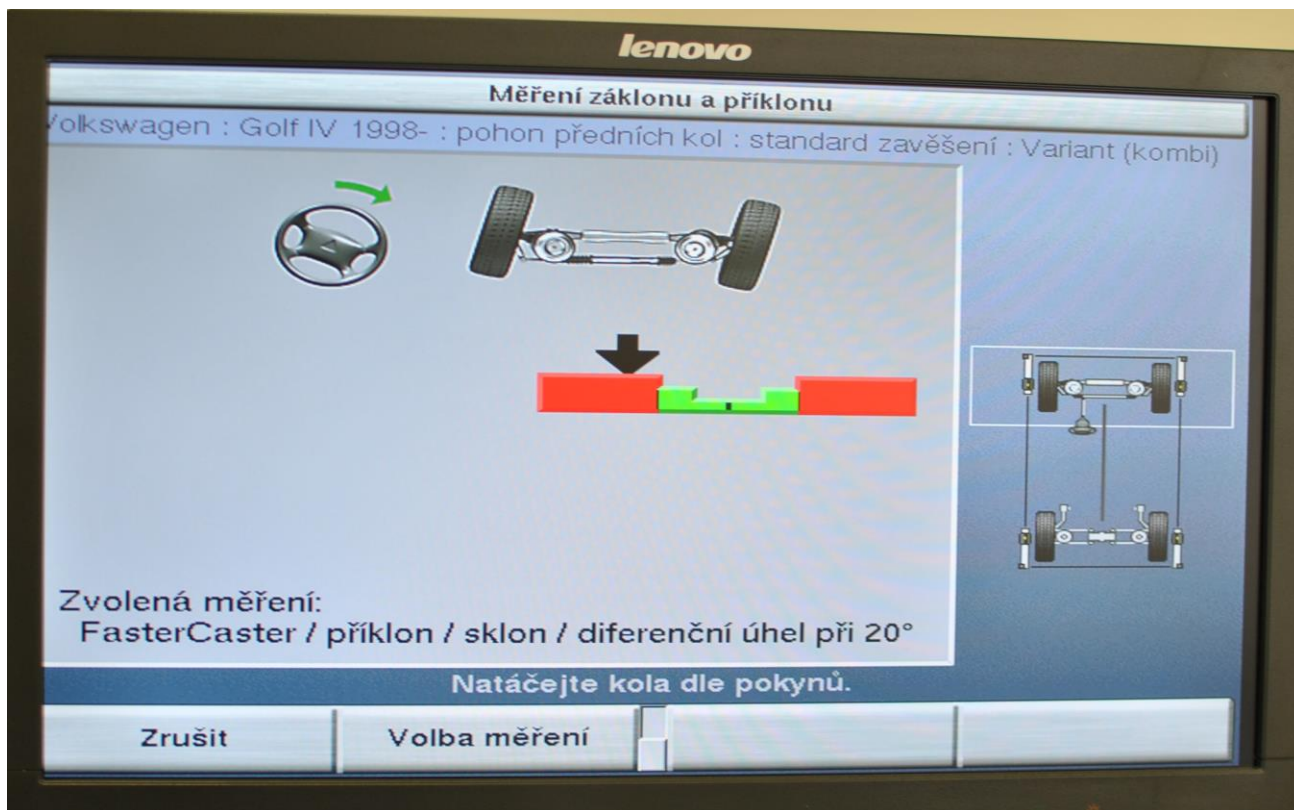 lenovo
Měření záklonu a příklonu
Volkswagen : Golf IV 1998- : pohon předních kol : standard zavěšení : Variant (kombi)
Zvolená měření:
FasterCaster / příklon / sklon / diferenční úhel při 20°
Natáčejte kola dle pokynů.
Zrušit
Volba měření